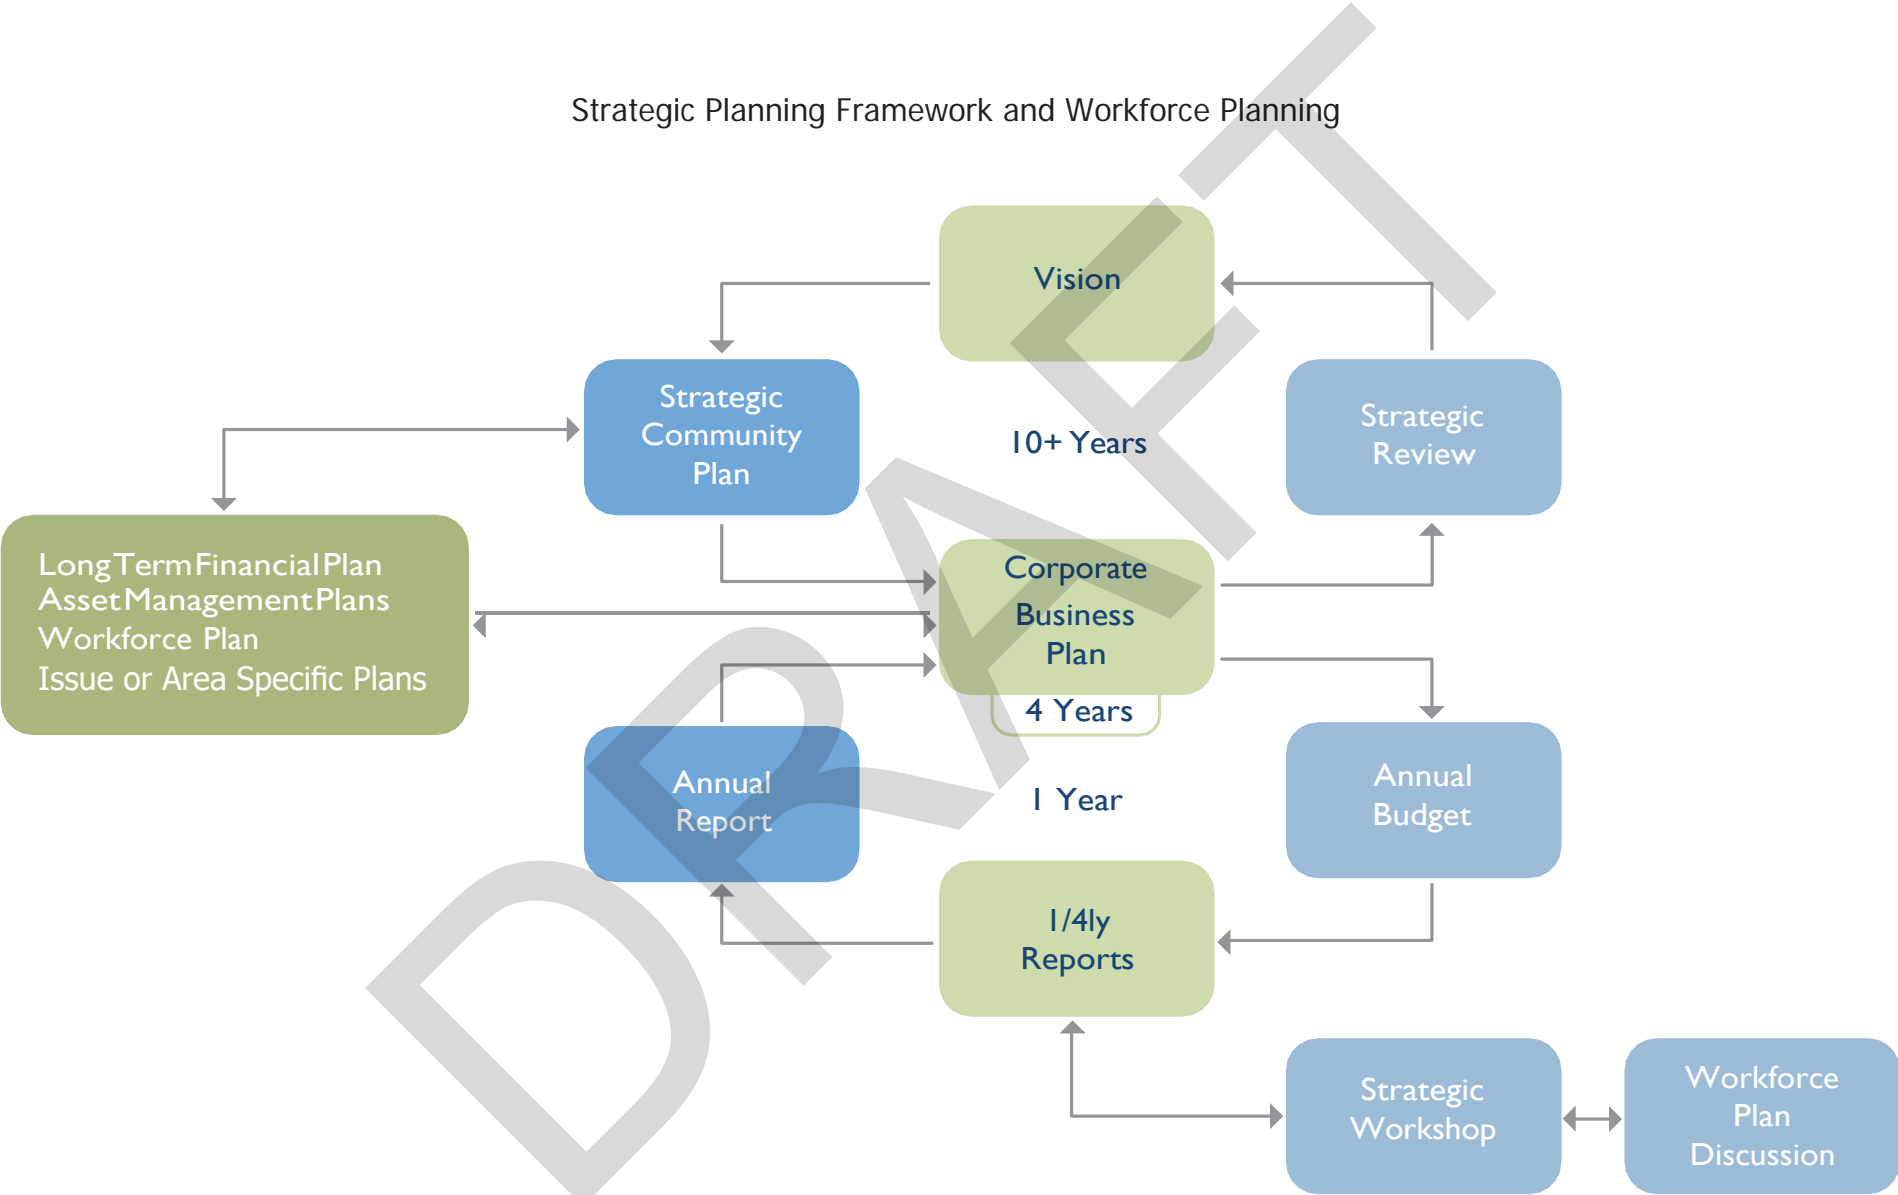 Strategic Planning Framework and Workforce Planning
Vision
Strategic
Community
Plan
10+ Years
Strategic
Review
Long Term Financial Plan
Asset Management Plans
Workforce Plan
Issue or Area Specific Plans
Corporate
Business
Plan
4 Years
Annual
Report
1 Year
Annual
Budget
1/4ly
Reports
Strategic
Workshop
Workforce
Plan
Discussion
DRAFT